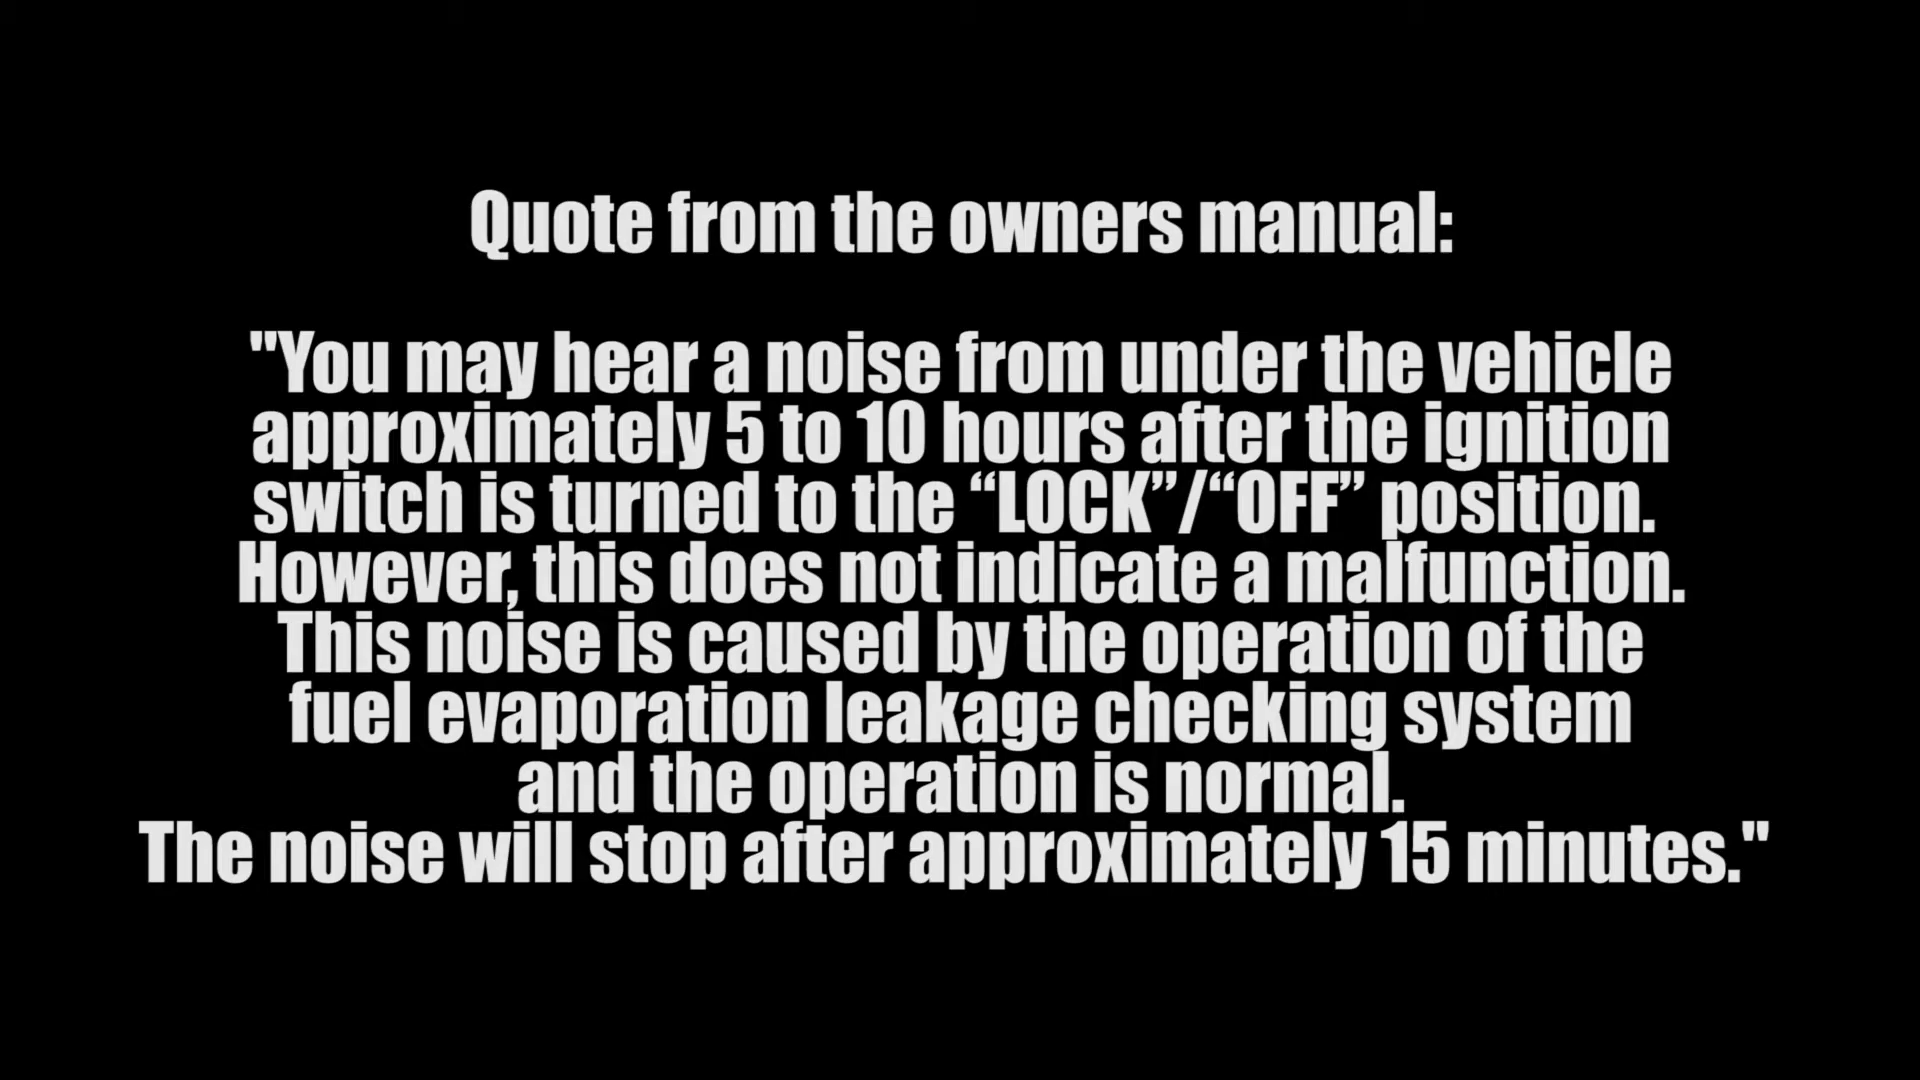 Quote from the owners manual:
"You may hear a noise from under the vehicle
approximately 5 to 10 hours after the ignition
switch is turned to the “LOCK”/“OFF” position.
However, this does not indicate a malfunction.
This noise is caused by the operation of the
fuel evaporation leakage checking system
and the operation is normal.
The noise will stop after approximately 15 minutes."